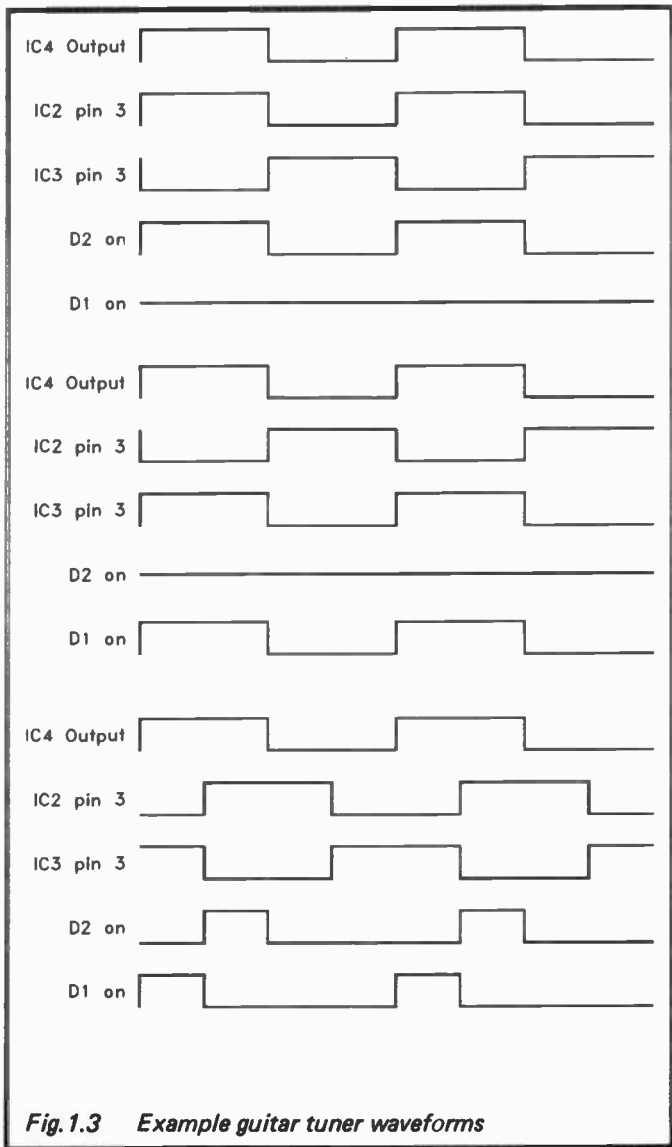 IC4 Output
IC2 pin 3
IC3 pin 3
D2 on
D1 on
IC4 Output
IC2 pin 3
IC3 pin 3
D2 on
D1 on
IC4 Output
IC2 pin 3
IC3 pin 3
D2 on
D1 on
Fig.1.3 Example guitar tuner waveforms